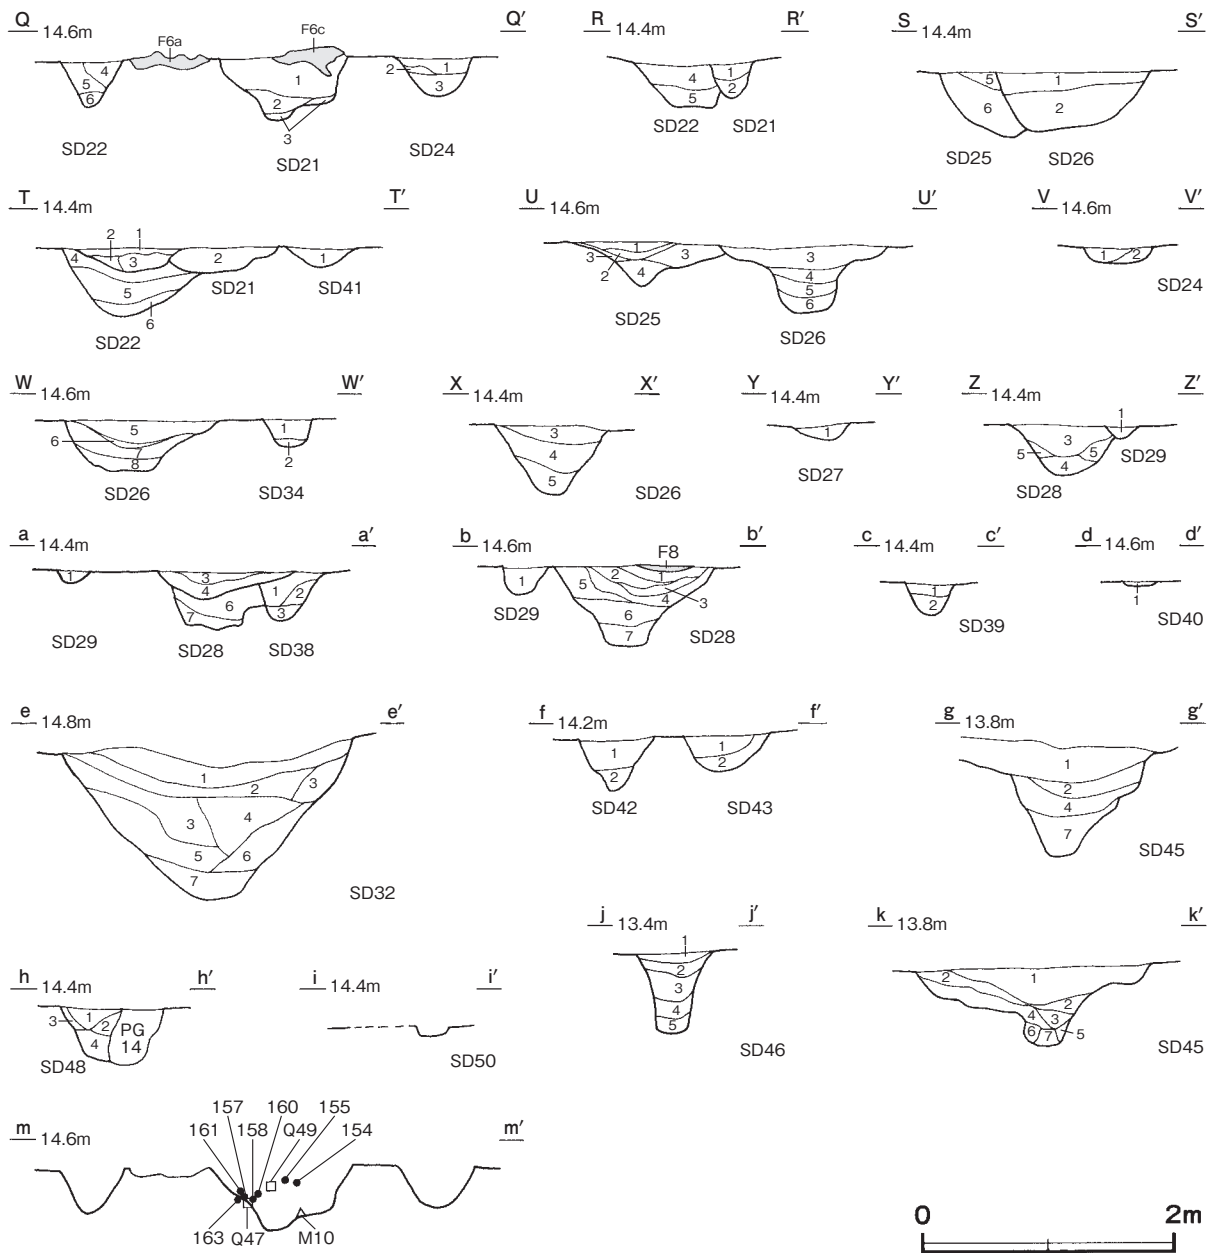 Q 14.6m Q′ R 14.4m R′ S 14.4m S′
F6a F6c
4 5 6 1 2 3 2 1 3 4 5 1 2 5 6 1 2
SD22 SD21 SD24 SD22 SD21 SD25 SD26
T 14.4m T′ U 14.6m U′ V 14.6m V′
4 2 1 3 2 1 5 6 3 2 1 3 4 3 4 5 6 1 2
SD22 SD21 SD41 SD25 SD26 SD24
W 14.6m W′ X 14.4m X′ Y 14.4m Y′ Z 14.4m Z′
6 5 7 8 1 2 3 4 5 1 5 3 4 5 1
SD26 SD34 SD26 SD27 SD28 SD29
a 14.4m a′ b 14.6m b′ c 14.4m c′ d 14.6m d′
F8
1 3 4 6 7 1 2 3 1 5 2 1 4 3 6 7 1 2 1
SD29 SD28 SD38 SD29 SD28 SD39 SD40
e 14.8m e′ f 14.2m f′ g 13.8m g′
1 2 3 3 4 5 6 7 1 2 1 2 1 2 4 7
SD32 SD42 SD43 SD45
j 13.4m j′ k 13.8m k′
1 2 3 4 5 2 1 2 4 3 6 7 5
SD46 SD45
h 14.4m h′ i 14.4m i′
3 1 2 4 PG
14
SD48 SD50
m 14.6m m′
157 160 155
161 158 Q49 154
163 Q47 M10
0 2m